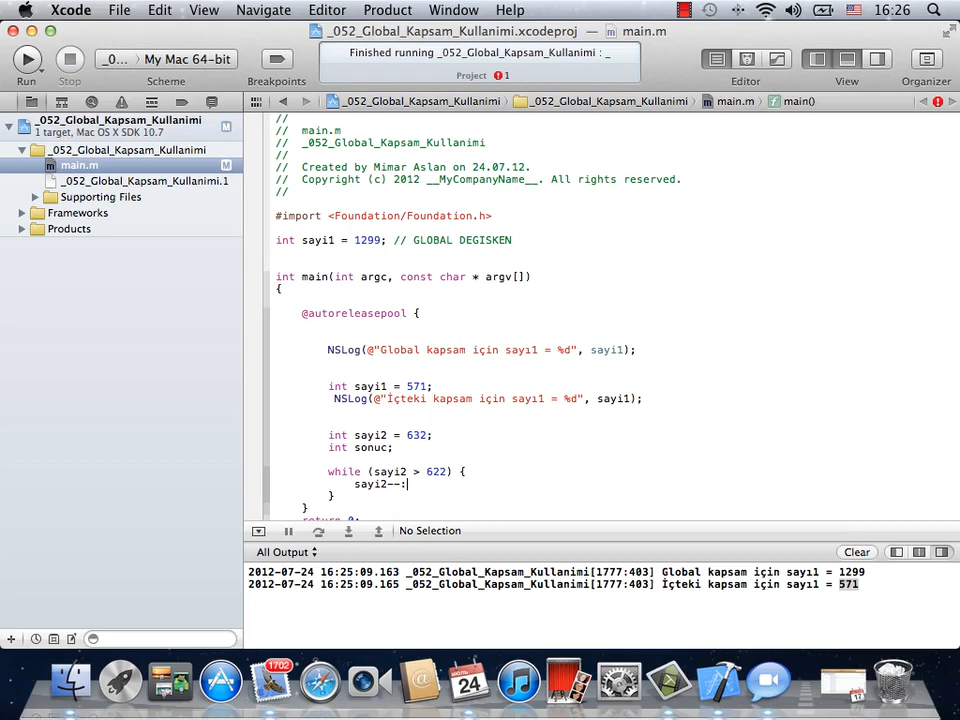 Xcode File Edit View Navigate Editor Product Window Help 16:26
_052_Global_Kapsam_Kullanimi.xcodeproj — main.m
_0... My Mac 64-bit
Finished running _052_Global_Kapsam_Kullanimi : _
Project 1
Run Stop Scheme Breakpoints Editor View Organizer
_052_Global_Kapsam_Kullanimi _052_Global_Kapsam_Kullanimi main.m main()
_052_Global_Kapsam_Kullanimi M
1 target, Mac OS X SDK 10.7
_052_Global_Kapsam_Kullanimi
main.m M
_052_Global_Kapsam_Kullanimi.1
Supporting Files
Frameworks
Products
//
// main.m
// _052_Global_Kapsam_Kullanimi
//
// Created by Mimar Aslan on 24.07.12.
// Copyright (c) 2012 __MyCompanyName__. All rights reserved.
//
#import <Foundation/Foundation.h>
int sayi1 = 1299; // GLOBAL DEGISKEN
int main(int argc, const char * argv[])
{
@autoreleasepool {
NSLog(@"Global kapsam için sayı1 = %d", sayi1);
int sayi1 = 571;
NSLog(@"İçteki kapsam için sayı1 = %d", sayi1);
int sayi2 = 632;
int sonuc;
while (sayi2 > 622) {
sayi2--:
}
}
return 0;
No Selection
All Output Clear
2012-07-24 16:25:09.163 _052_Global_Kapsam_Kullanimi[1777:403] Global kapsam için sayı1 = 1299
2012-07-24 16:25:09.165 _052_Global_Kapsam_Kullanimi[1777:403] İçteki kapsam için sayı1 = 571
1702
JUL
24
17